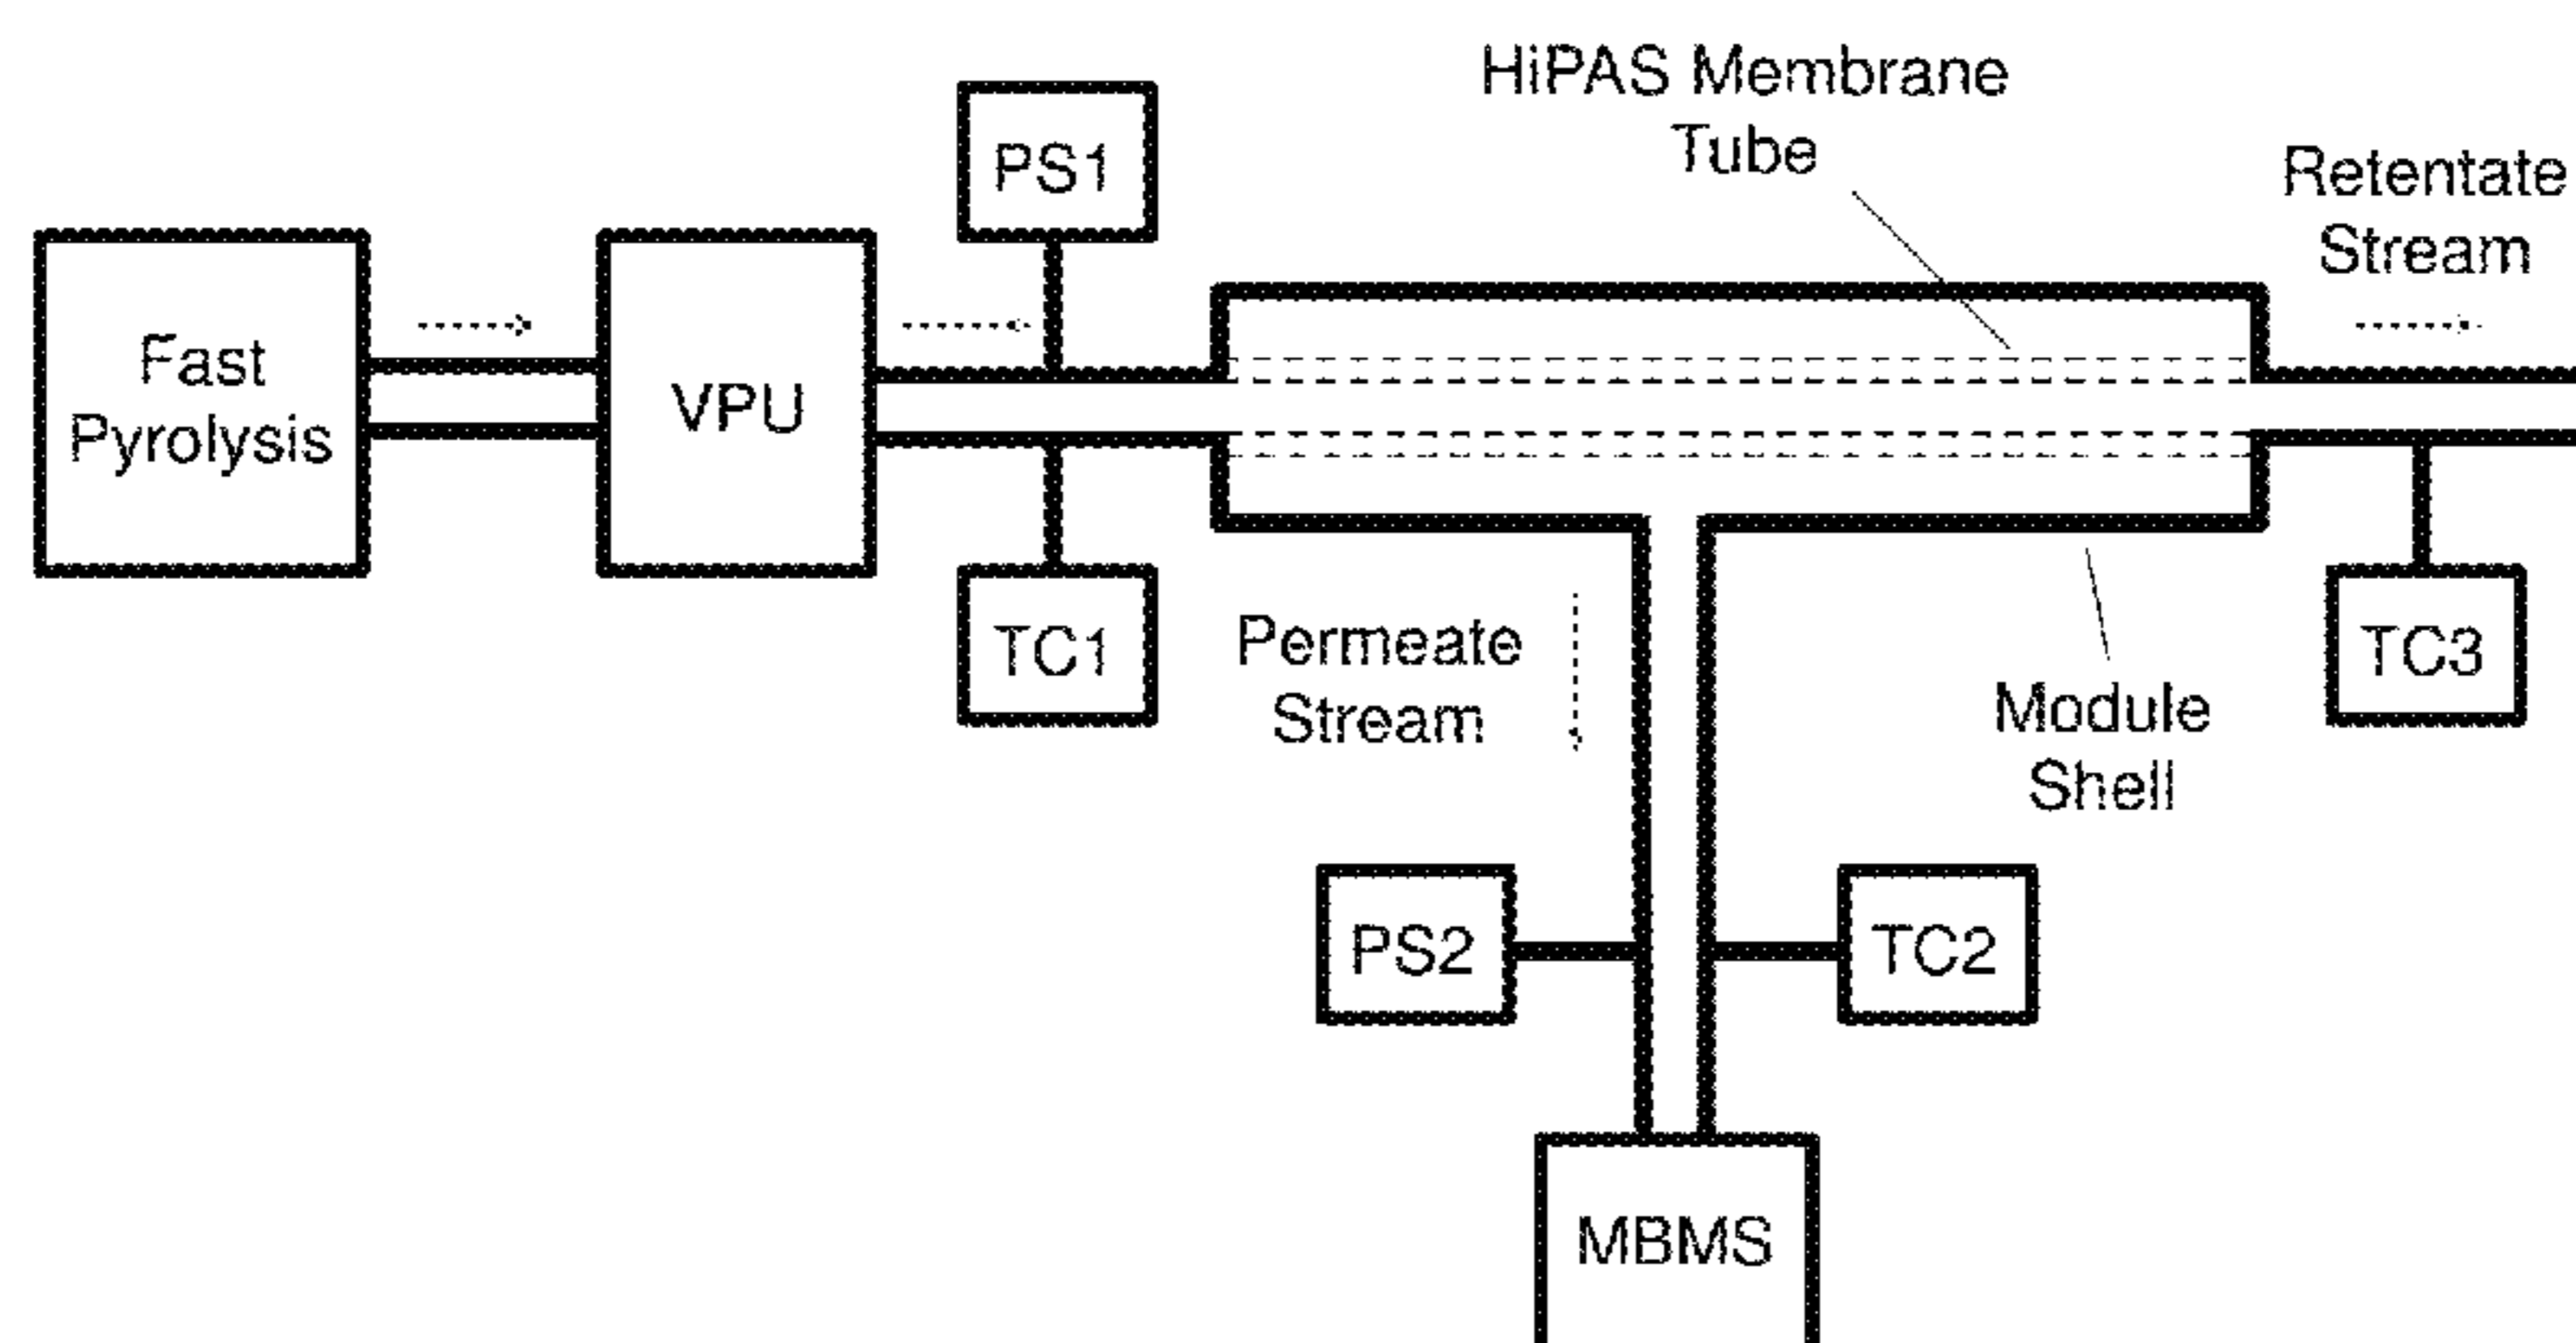 HiPAS Membrane
Tube
PS1
Retentate
Stream
Fast
Pyrolysis
VPU
TC1
Permeate
Stream
TC3
Module
Shell
PS2
TC2
MBMS